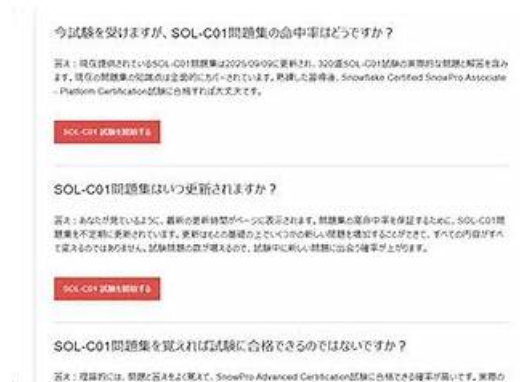 今試験を受けますが、SOL-C01問題集の命中率はどうですか？
答え：現在提供されているSOL-C01問題集は2025/09/09に更新され、320道SOL-C01試験の実際的な問題と解答を含み
ます。現在の問題集の知識点は全面的にカバーされています。熟練した習得後、Snowflake Certified SnowPro Associate
- Platform Certification試験に合格すれば大丈夫です。
SOL-C01 試験を開始する
SOL-C01問題集はいつ更新されますか？
答え：あなたが見ているように、最新の更新時間がページに表示されます。問題集の高命中率を保証するために、SOL-C01問
題集を不定期に更新されています。更新はもとの基礎の上でいくつかの新しい問題を増加することができて、すべての内容がすべ
て変えるのではありません。試験問題の数が増えるので、試験中に新しい問題に出会う確率が上がります。
SOL-C01 試験を開始する
SOL-C01問題集を覚えれば試験に合格できるのではないですか？
答え：理論的には、問題と答えをよく覚えて、SnowPro Advanced Certification試験に合格できる確率が高いです。実際の